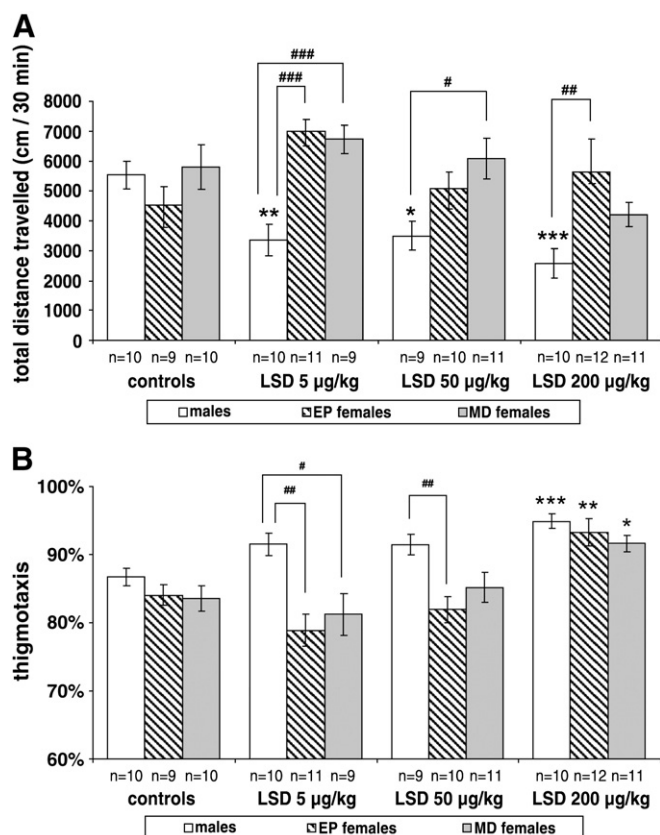 A
total distance travelled (cm / 30 min)
8000
7000
6000
5000
4000
3000
2000
1000
0
###
###
#
##
**
*
***
n=10 n=9 n=10 n=10 n=11 n=9 n=9 n=10 n=11 n=10 n=12 n=11
controls LSD 5 µg/kg LSD 50 µg/kg LSD 200 µg/kg
males EP females MD females
B
thigmotaxis
100%
90%
80%
70%
60%
#
##
##
*** ** *
n=10 n=9 n=10 n=10 n=11 n=9 n=9 n=10 n=11 n=10 n=12 n=11
controls LSD 5 µg/kg LSD 50 µg/kg LSD 200 µg/kg
males EP females MD females